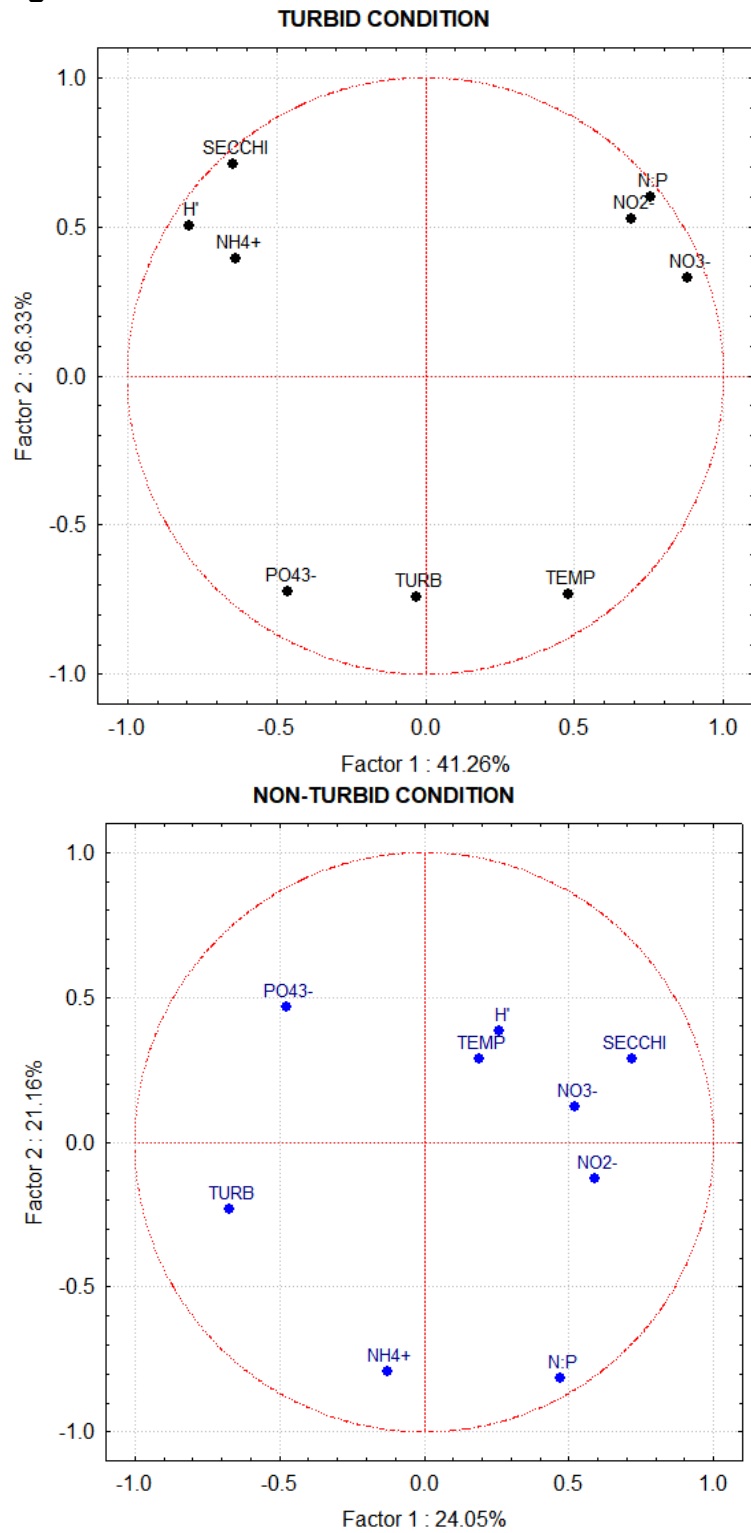 TURBID CONDITION
1.0
SECCHI
N:P
NO2-
H'
0.5
NH4+
NO3-
Factor 2 : 36.33%
0.0
-0.5
PO43-
TURB
TEMP
-1.0
-1.0 -0.5 0.0 0.5 1.0
Factor 1 : 41.26%
NON-TURBID CONDITION
1.0
PO43-
0.5
H'
TEMP
SECCHI
NO3-
Factor 2 : 21.16%
0.0
NO2-
TURB
-0.5
NH4+
N:P
-1.0
-1.0 -0.5 0.0 0.5 1.0
Factor 1 : 24.05%